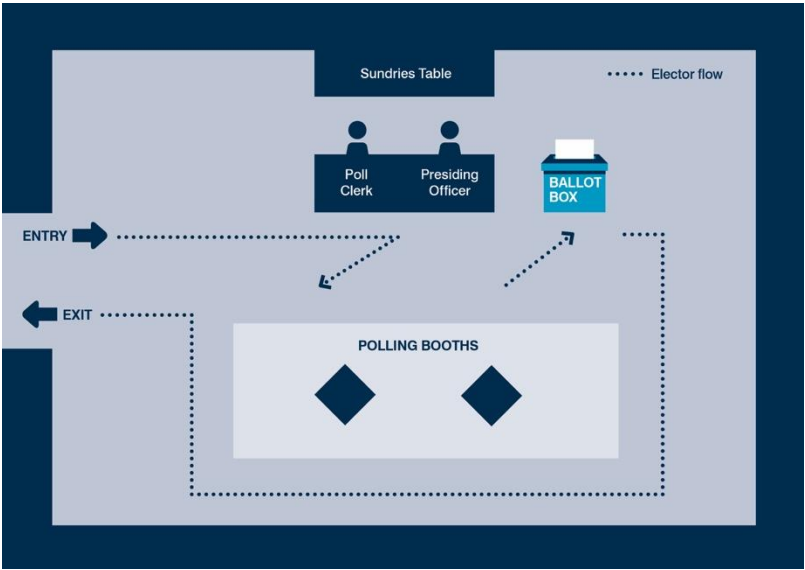 Sundries Table
Elector flow
Poll
Clerk
Presiding
Officer
BALLOT
BOX
ENTRY
EXIT
POLLING BOOTHS